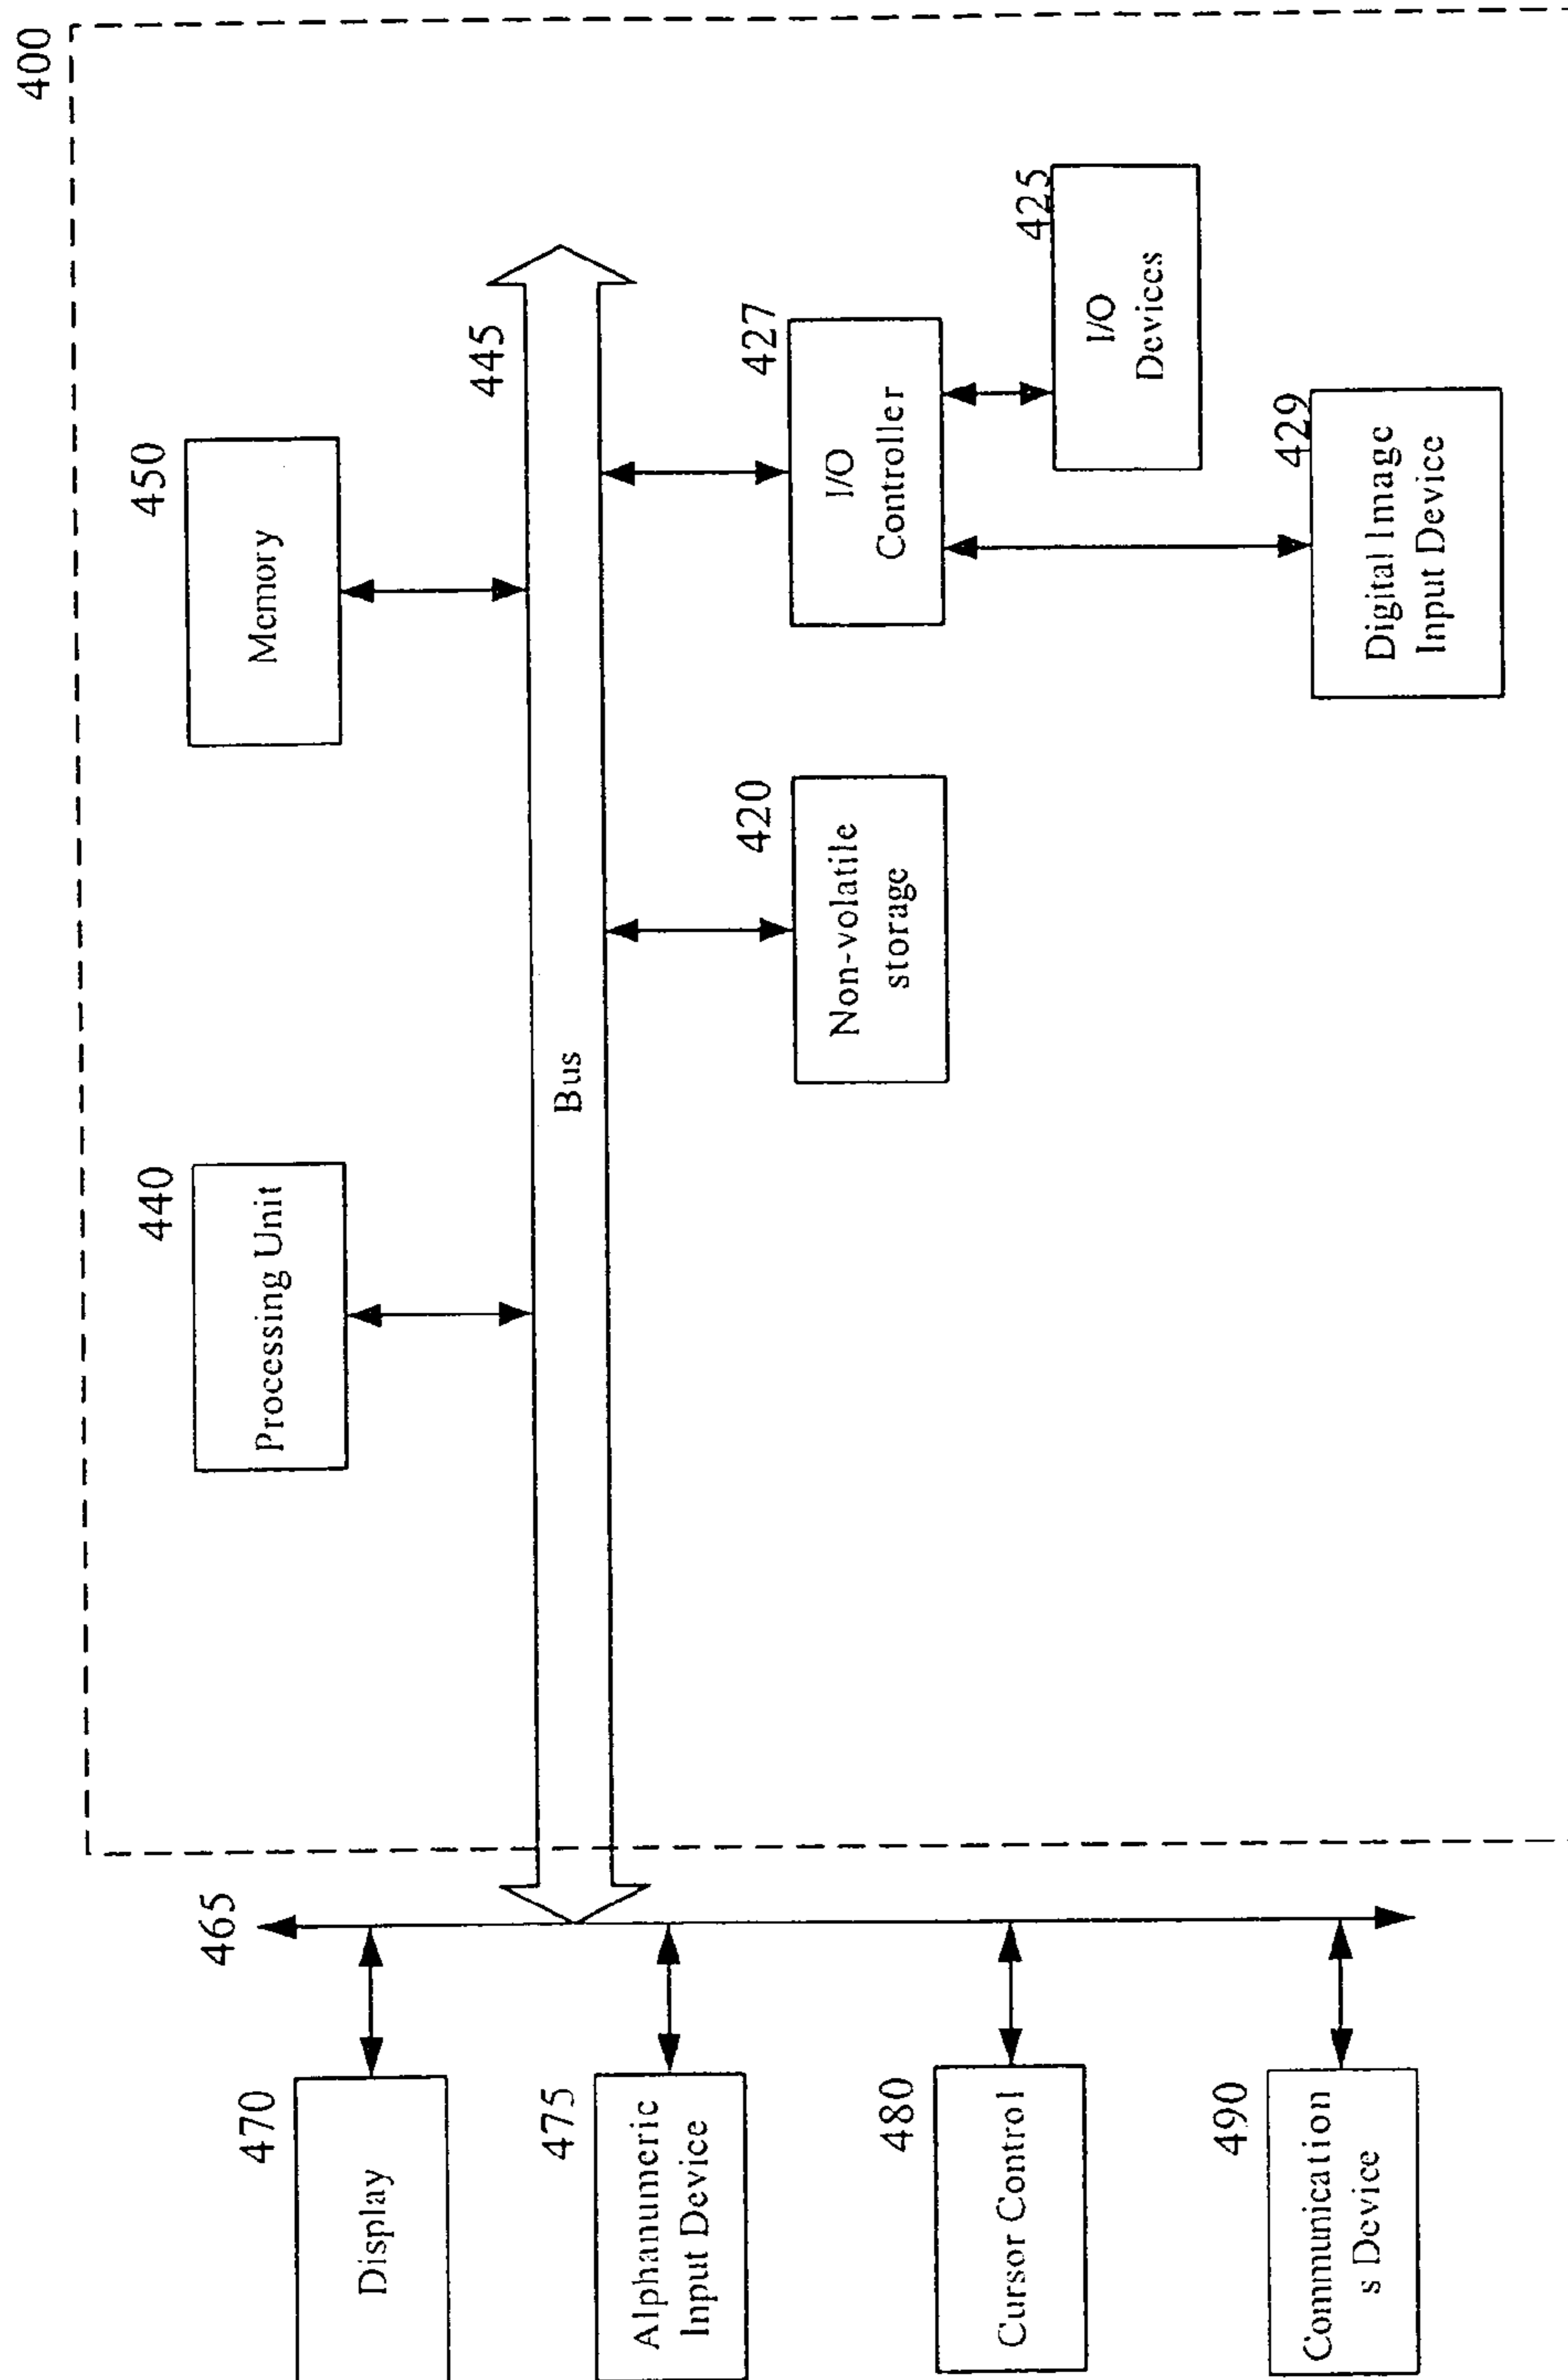 400
450
Memory
440
Processing Unit
445
Bus
465
470
Display
475
Alphanumeric
Input Device
480
Cursor Control
490
Communication
s Device
420
Non-volatile
storage
427
I/O
Controller
425
I/O
Devices
429
Digital Image
Input Device